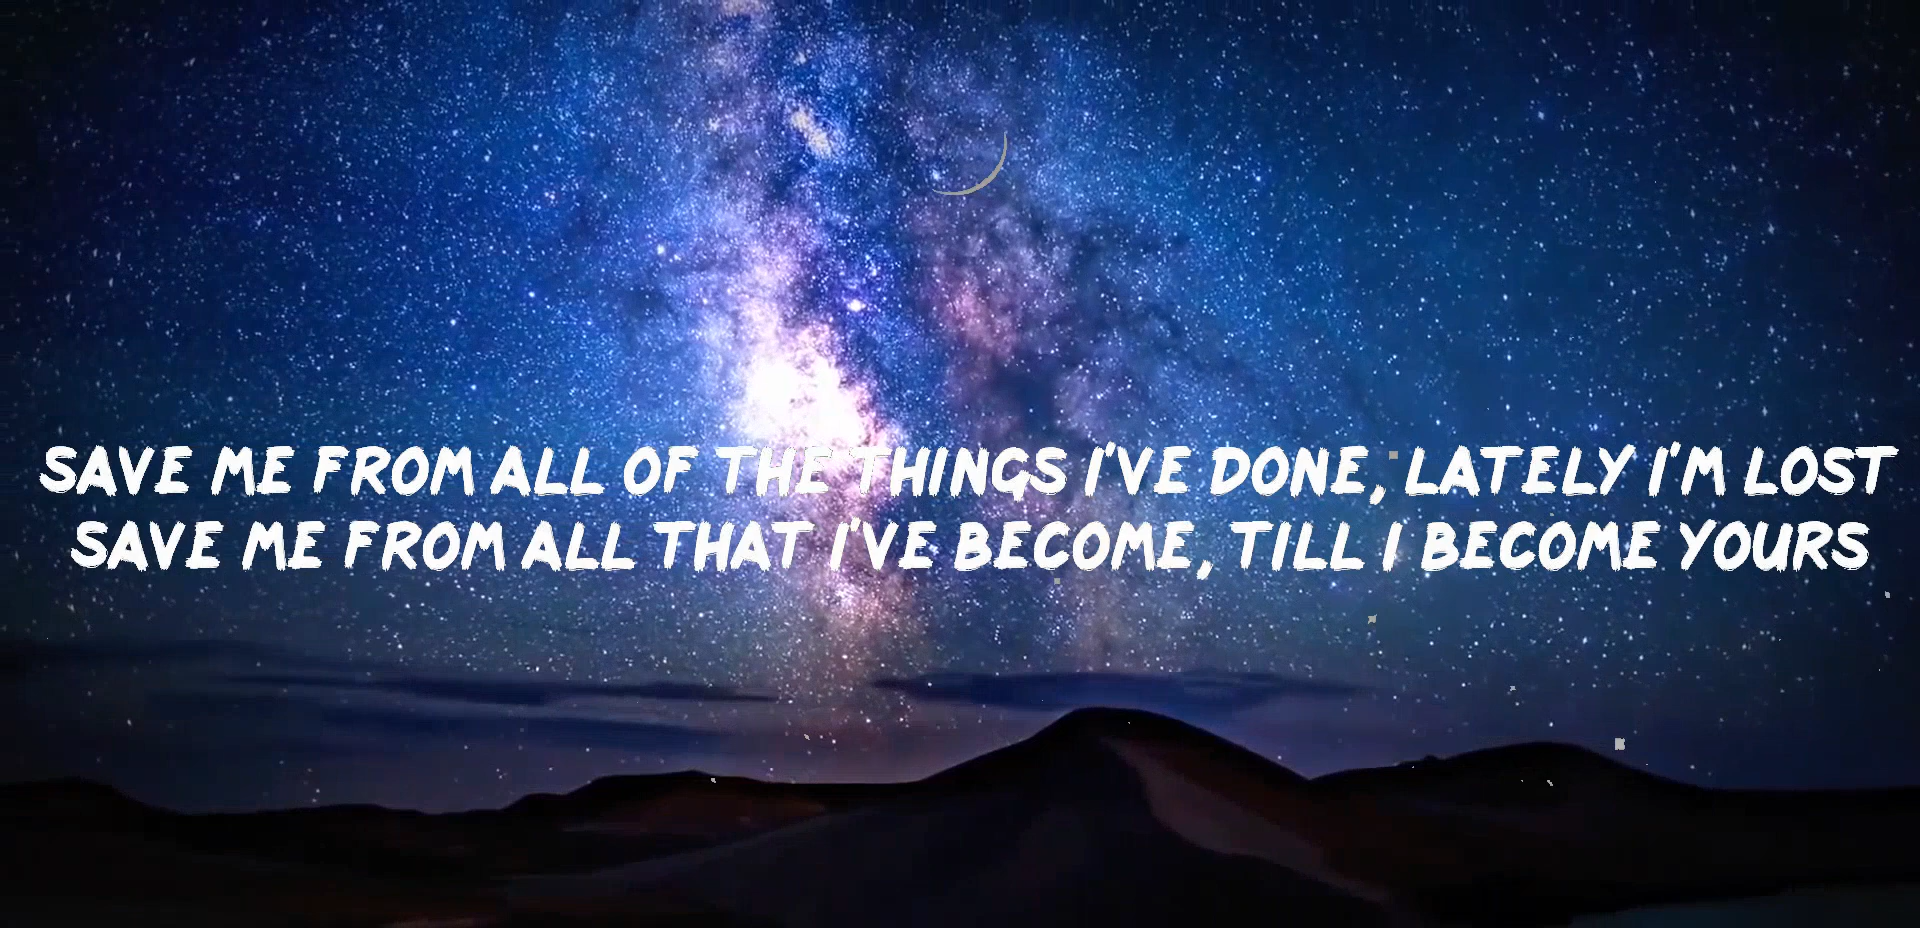 SAVE ME FROM ALL OF THE THINGS I'VE DONE, LATELY I'M LOST
SAVE ME FROM ALL THAT I'VE BECOME, TILL I BECOME YOURS